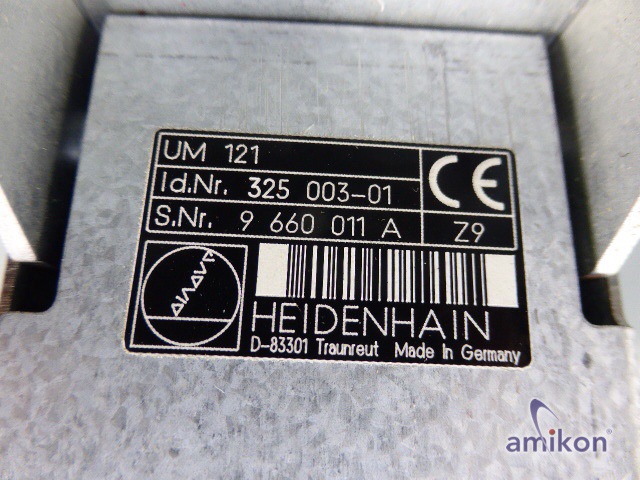 UM 121
Id.Nr. 325 003-01
CE
S.Nr. 9 660 011 A
Z9
HEIDENHAIN
D-83301 Traunreut Made in Germany
amikon